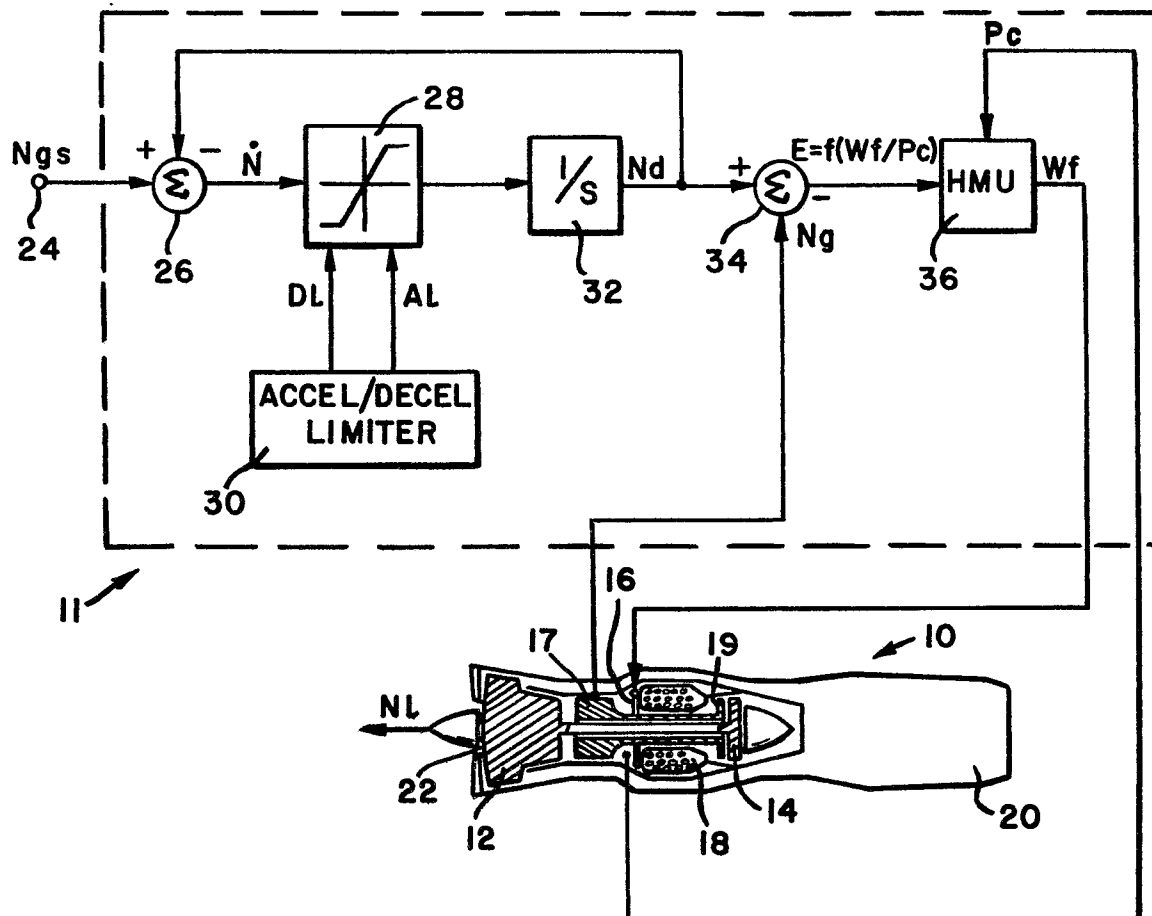 Pc
28
Ngs
+
-
Ṅ
1/S
Nd
+
E=f(Wf/Pc)
-
HMU
Wf
Σ
Σ
24
26
32
34
Ng
36
DL
AL
ACCEL/DECEL
LIMITER
30
11
16
10
17
19
NL
22
12
18
14
20